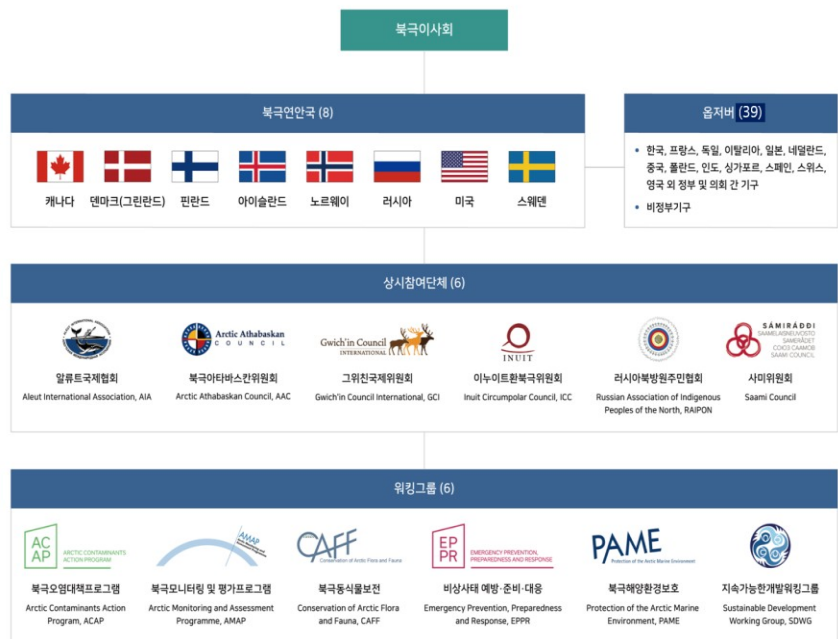 북극이사회
북극연안국 (8)
캐나다
덴마크(그린란드)
핀란드
아이슬란드
노르웨이
러시아
미국
스웨덴
옵저버 (39)
• 한국, 프랑스, 독일, 이탈리아, 일본, 네덜란드,
중국, 폴란드, 인도, 싱가포르, 스페인, 스위스,
영국 외 정부 및 의회 간 기구
• 비정부기구
상시참여단체 (6)
알류트국제협회
Aleut International Association, AIA
Arctic Athabaskan
COUNCIL
북극아타바스칸위원회
Arctic Athabaskan Council, AAC
Gwich'in Council
INTERNATIONAL
그위친국제위원회
Gwich'in Council International, GCI
INUIT
이누이트환북극위원회
Inuit Circumpolar Council, ICC
러시아북방원주민협회
Russian Association of Indigenous
Peoples of the North, RAIPON
SÁMIRÁĐĐI
SAAMELAISNEUVOSTO
SAMERÅDET
СОЮЗ СААМОВ
SAAMI COUNCIL
사미위원회
Saami Council
워킹그룹 (6)
AC
AP
ARCTIC CONTAMINANTS
ACTION PROGRAM
북극오염대책프로그램
Arctic Contaminants Action
Program, ACAP
AMAP
북극모니터링 및 평가프로그램
Arctic Monitoring and Assessment
Programme, AMAP
CAFF
Conservation of Arctic Flora and Fauna
북극동식물보전
Conservation of Arctic Flora
and Fauna, CAFF
EP
PR
EMERGENCY PREVENTION,
PREPAREDNESS AND RESPONSE
비상사태 예방·준비·대응
Emergency Prevention, Preparedness
and Response, EPPR
PAME
Protection of the Arctic Marine Environment
북극해양환경보호
Protection of the Arctic Marine
Environment, PAME
지속가능한개발워킹그룹
Sustainable Development
Working Group, SDWG